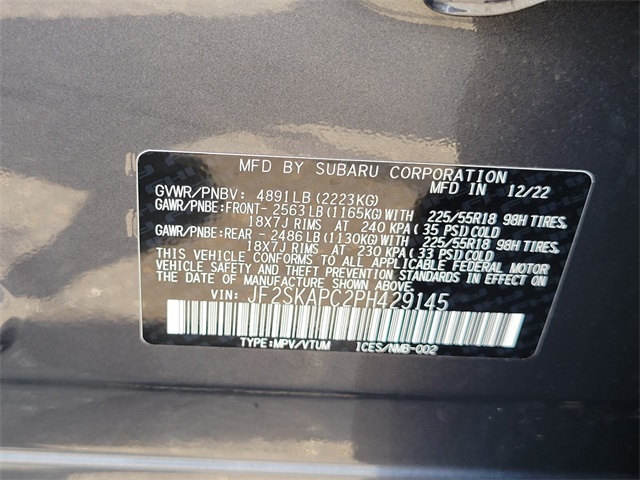 MFD BY SUBARU CORPORATION
GVWR/PNBV: 4891LB(2223KG) MFD IN 12/22
GAWR/PNBE:FRONT- 2563LB(1165KG)WITH 225/55R18 98H TIRES,
18X7J RIMS AT 240 KPA(35 PSI)COLD
GAWR/PNBE:REAR - 2486LB(1130KG)WITH 225/55R18 98H TIRES,
18X7J RIMS AT 230 KPA(33 PSI)COLD
THIS VEHICLE CONFORMS TO ALL APPLICABLE FEDERAL MOTOR
VEHICLE SAFETY AND THEFT PREVENTION STANDARDS IN EFFECT ON
THE DATE OF MANUFACTURE SHOWN ABOVE.
VIN: JF2SKAPC2PH429145
TYPE:MPV/VTUM ICES/NMB-002